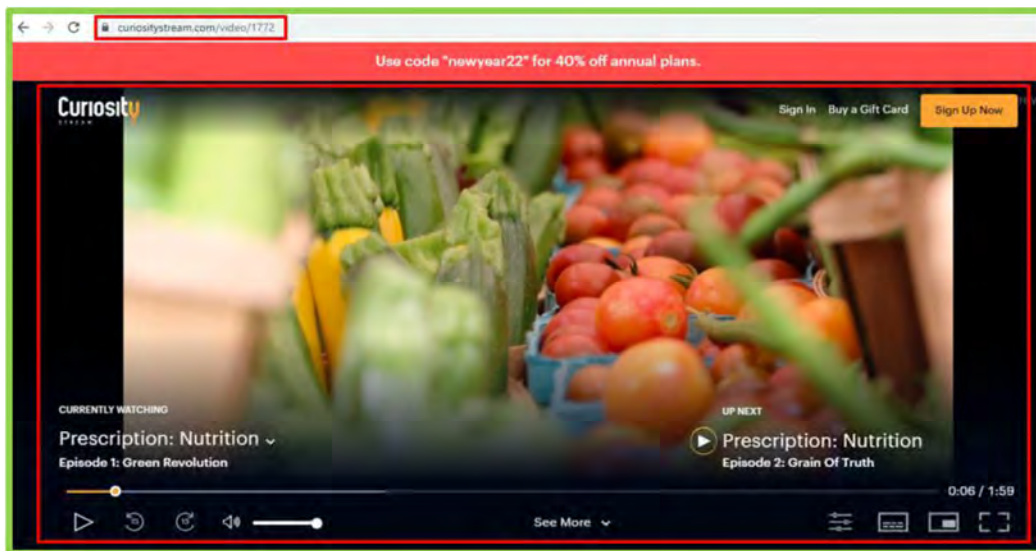 curiositystream.com/video/1772
Use code "newyear22" for 40% off annual plans.
CURIOSITY
STREAM
Sign In Buy a Gift Card Sign Up Now
CURRENTLY WATCHING
Prescription: Nutrition
Episode 1: Green Revolution
UP NEXT
Prescription: Nutrition
Episode 2: Grain Of Truth
0:06 / 1:59
15 15
See More